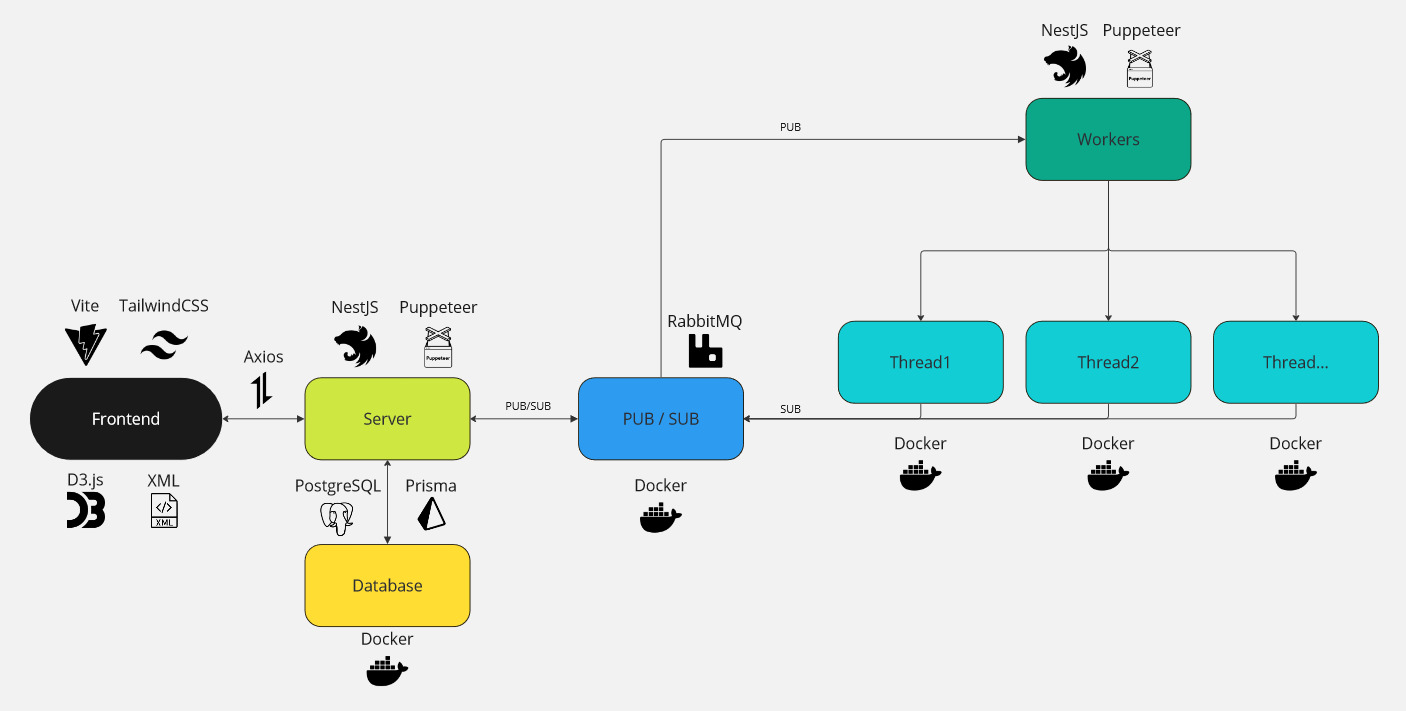 NestJS Puppeteer
Puppeteer
Workers
PUB
Vite TailwindCSS
Axios
Frontend
D3.js XML
XML
NestJS Puppeteer
Puppeteer
Server
PUB/SUB
PostgreSQL Prisma
Database
Docker
RabbitMQ
PUB / SUB
Docker
SUB
Thread1
Thread2
Thread...
Docker
Docker
Docker